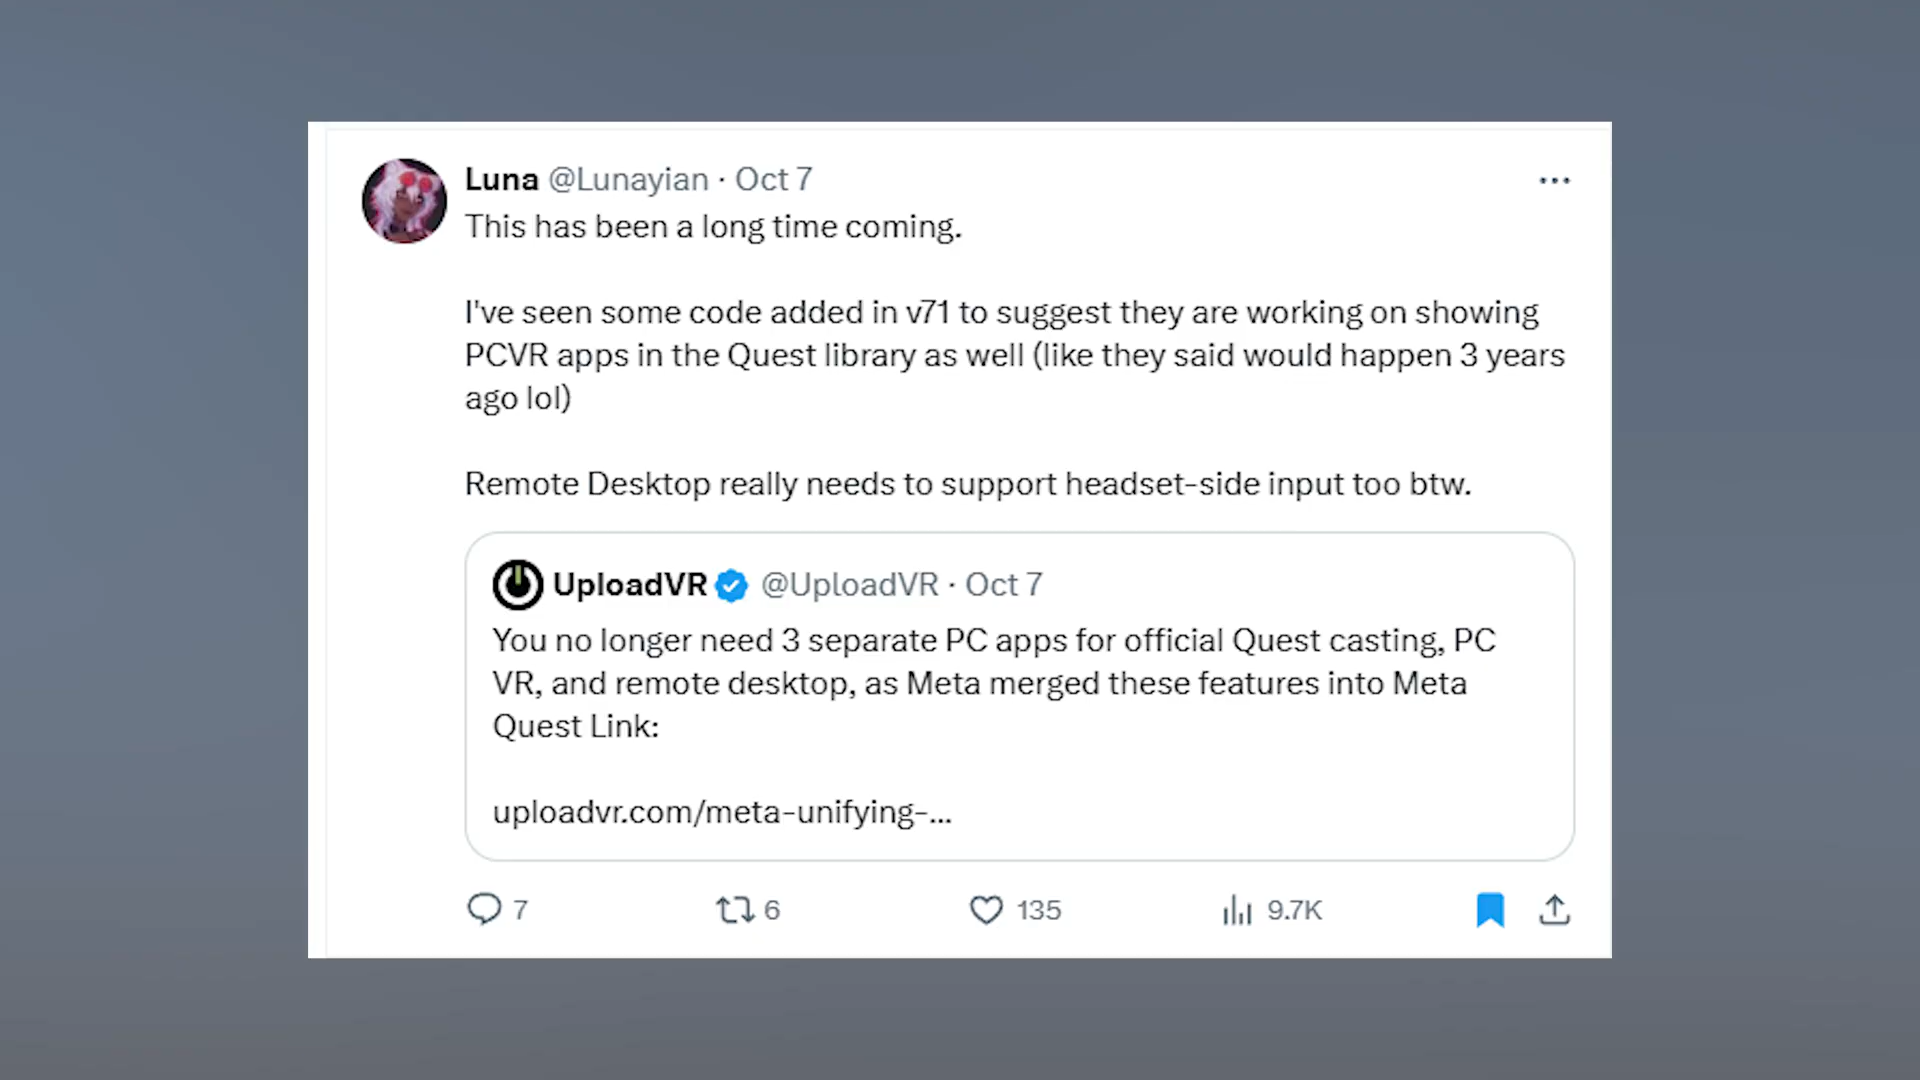 Luna @Lunayian · Oct 7
This has been a long time coming.
I've seen some code added in v71 to suggest they are working on showing
PCVR apps in the Quest library as well (like they said would happen 3 years
ago lol)
Remote Desktop really needs to support headset-side input too btw.
UploadVR @UploadVR · Oct 7
You no longer need 3 separate PC apps for official Quest casting, PC
VR, and remote desktop, as Meta merged these features into Meta
Quest Link:
uploadvr.com/meta-unifying-...
7 6 135 9.7K